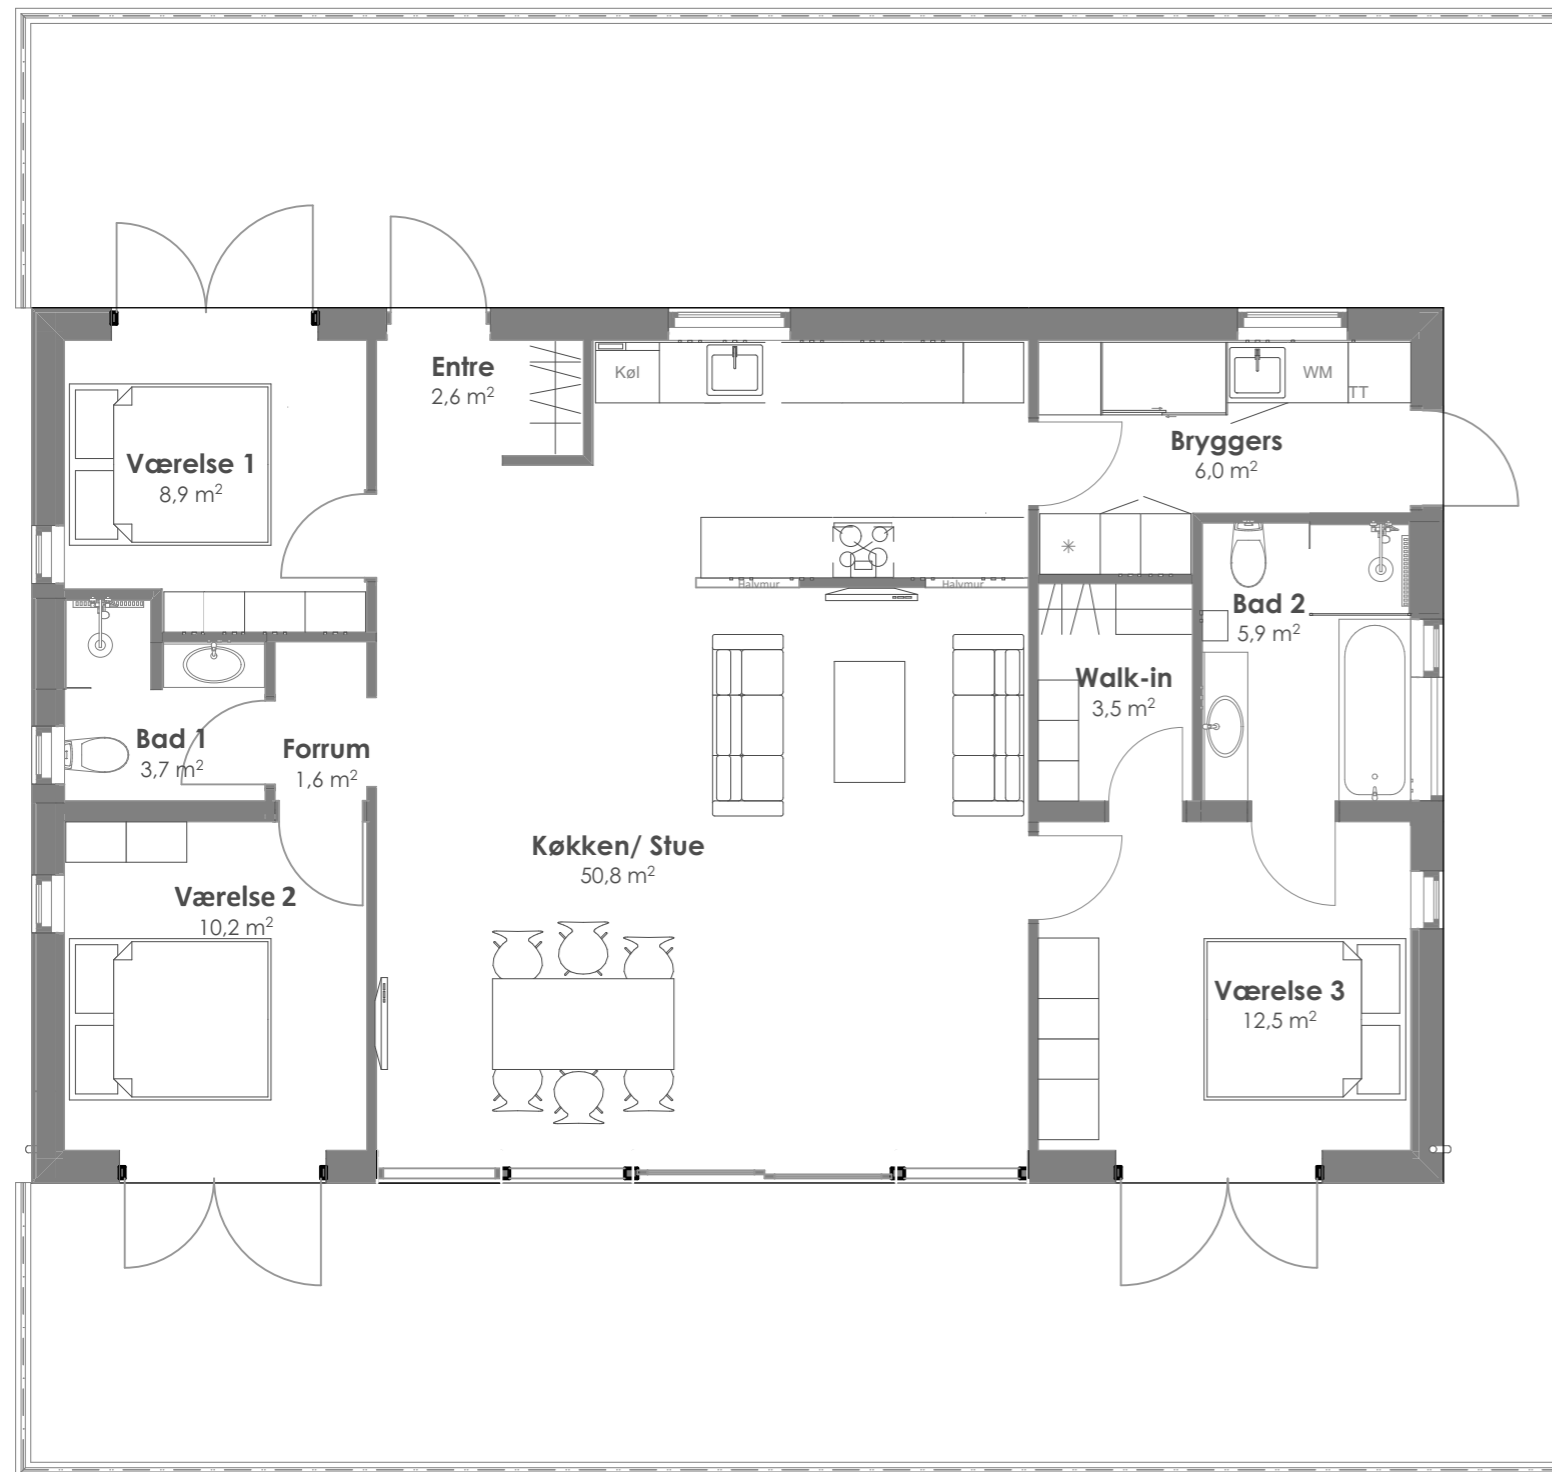 Entre
2,6 m²
Køl
WM
TT
Værelse 1
8,9 m²
Bryggers
6,0 m²
Halvmur
Halvmur
Bad 2
5,9 m²
Walk-in
3,5 m²
Bad 1
3,7 m²
Forrum
1,6 m²
Køkken/ Stue
50,8 m²
Værelse 2
10,2 m²
Værelse 3
12,5 m²